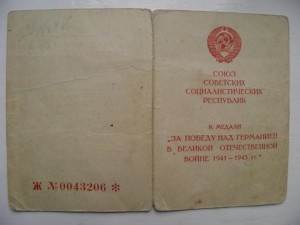 Ж №0043206 *
СОЮЗ
СОВЕТСКИХ
СОЦИАЛИСТИЧЕСКИХ
РЕСПУБЛИК
К МЕДАЛИ
„ЗА ПОБЕДУ НАД ГЕРМАНИЕЙ
В ВЕЛИКОЙ ОТЕЧЕСТВЕННОЙ
ВОЙНЕ 1941—1945 гг."